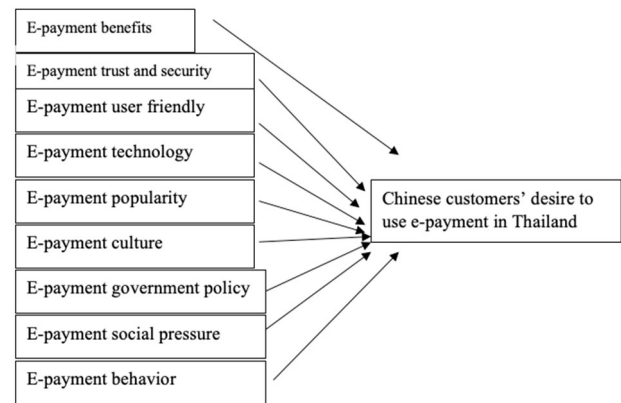 E-payment benefits
E-payment trust and security
E-payment user friendly
E-payment technology
E-payment popularity
E-payment culture
E-payment government policy
E-payment social pressure
E-payment behavior
Chinese customers’ desire to
use e-payment in Thailand